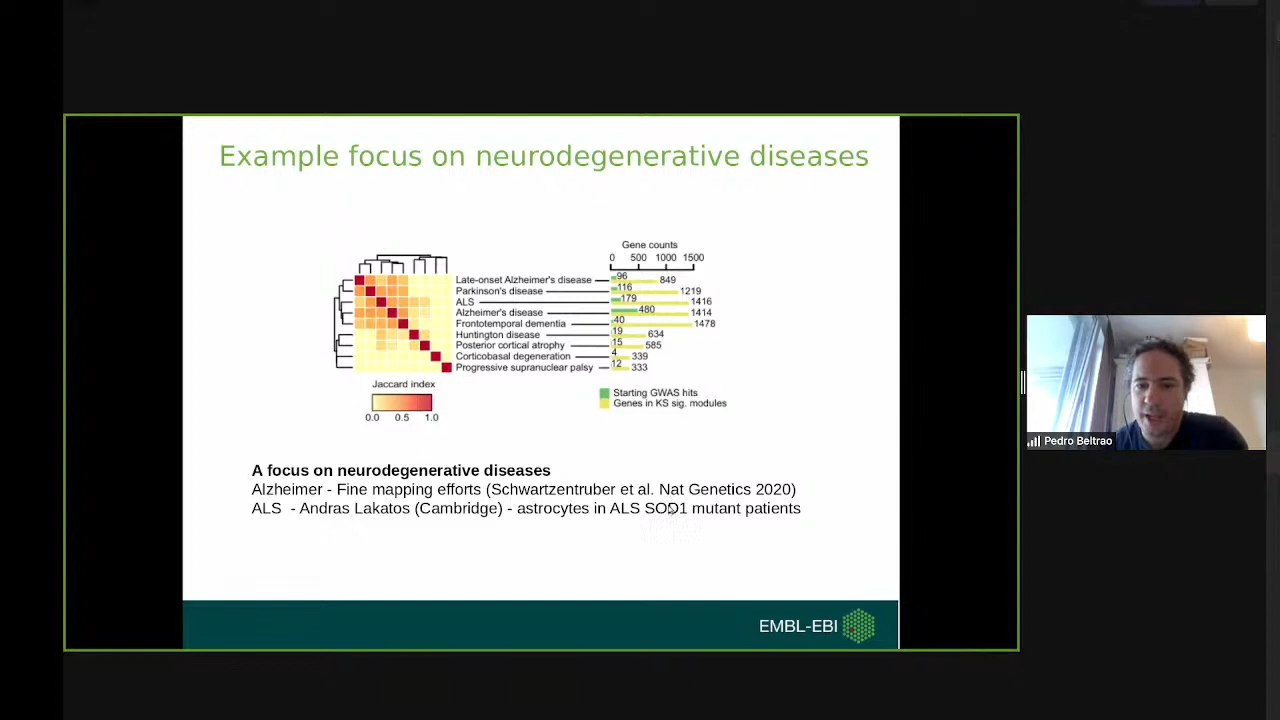 Example focus on neurodegenerative diseases
Gene counts
0 500 1000 1500
Late-onset Alzheimer's disease 96 849
Parkinson's disease 116 1219
ALS 179 1416
Alzheimer's disease 480 1414
Frontotemporal dementia 40 1478
Huntington disease 19 634
Posterior cortical atrophy 15 585
Corticobasal degeneration 4 339
Progressive supranuclear palsy 12 333
Jaccard index
0.0 0.5 1.0
Starting GWAS hits
Genes in KS sig. modules
A focus on neurodegenerative diseases
Alzheimer - Fine mapping efforts (Schwartzentruber et al. Nat Genetics 2020)
ALS - Andras Lakatos (Cambridge) - astrocytes in ALS SOD1 mutant patients
EMBL-EBI
Pedro Beltrao